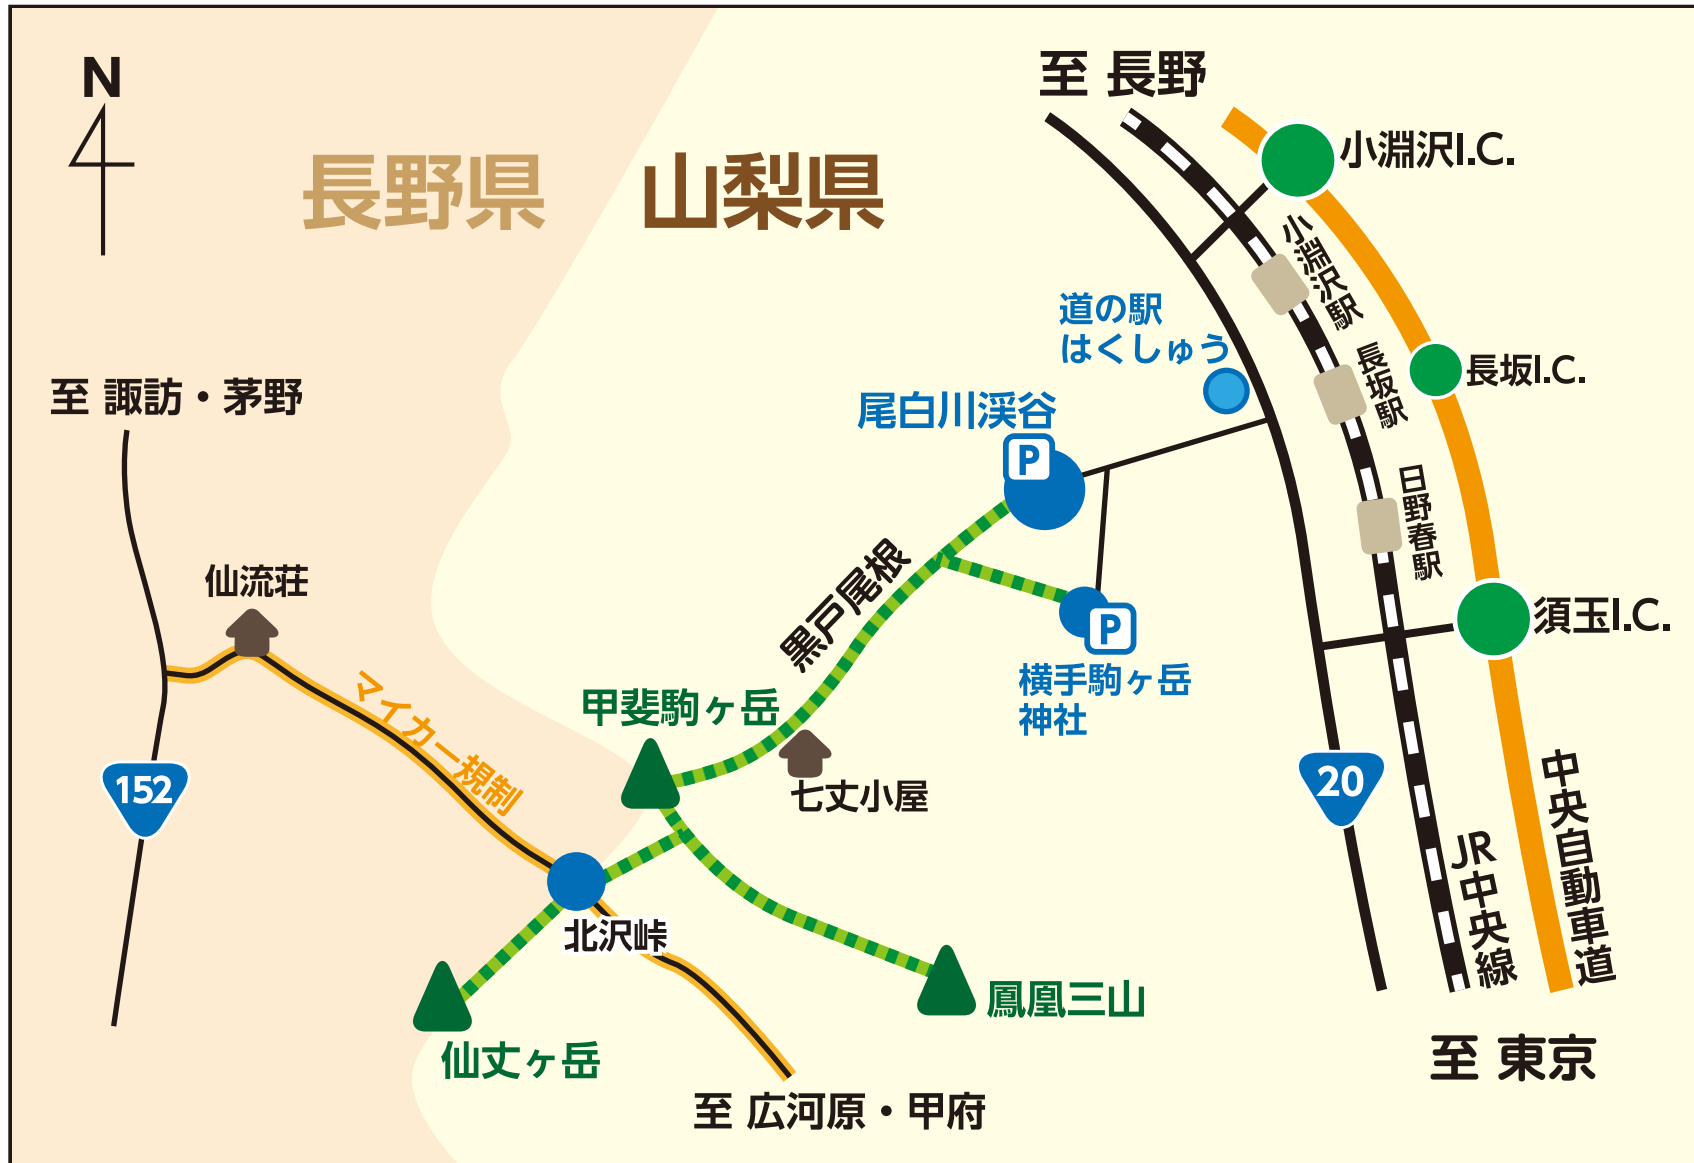 N
至 長野
長野県
山梨県
小淵沢I.C.
小淵沢駅
道の駅
はくしゅう
長坂駅
長坂I.C.
至 諏訪・茅野
尾白川渓谷
P
日野春駅
黒戸尾根
仙流荘
須玉I.C.
P
横手駒ヶ岳
神社
マイカー規制
甲斐駒ヶ岳
七丈小屋
152
20
中央自動車道
JR中央線
北沢峠
鳳凰三山
仙丈ヶ岳
至 東京
至 広河原・甲府